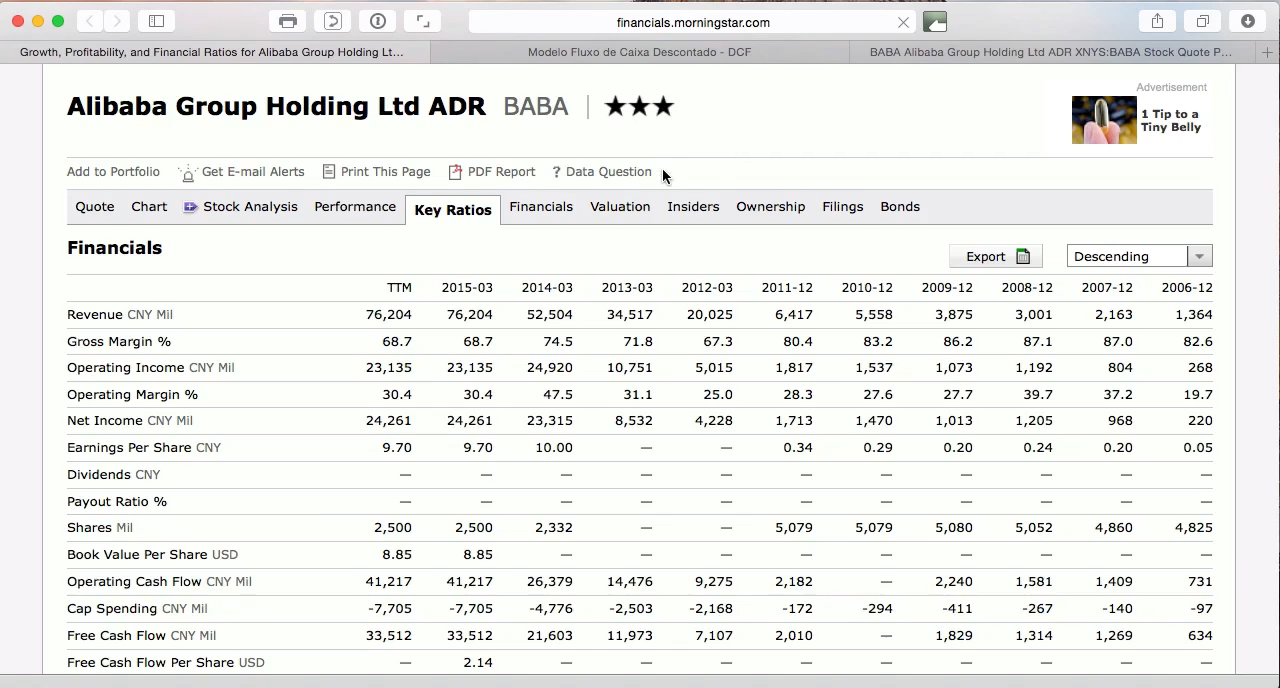 financials.morningstar.com
Growth, Profitability, and Financial Ratios for Alibaba Group Holding Lt...
Modelo Fluxo de Caixa Descontado - DCF
BABA Alibaba Group Holding Ltd ADR XNYS:BABA Stock Quote P...
Alibaba Group Holding Ltd ADR BABA ★★★
Advertisement
1 Tip to a
Tiny Belly
Add to Portfolio Get E-mail Alerts Print This Page PDF Report ? Data Question
Quote Chart Stock Analysis Performance Key Ratios Financials Valuation Insiders Ownership Filings Bonds
Financials
Export Descending
TTM 2015-03 2014-03 2013-03 2012-03 2011-12 2010-12 2009-12 2008-12 2007-12 2006-12
Revenue CNY Mil 76,204 76,204 52,504 34,517 20,025 6,417 5,558 3,875 3,001 2,163 1,364
Gross Margin % 68.7 68.7 74.5 71.8 67.3 80.4 83.2 86.2 87.1 87.0 82.6
Operating Income CNY Mil 23,135 23,135 24,920 10,751 5,015 1,817 1,537 1,073 1,192 804 268
Operating Margin % 30.4 30.4 47.5 31.1 25.0 28.3 27.6 27.7 39.7 37.2 19.7
Net Income CNY Mil 24,261 24,261 23,315 8,532 4,228 1,713 1,470 1,013 1,205 968 220
Earnings Per Share CNY 9.70 9.70 10.00 — — 0.34 0.29 0.20 0.24 0.20 0.05
Dividends CNY — — — — — — — — — — —
Payout Ratio % — — — — — — — — — — —
Shares Mil 2,500 2,500 2,332 — — 5,079 5,079 5,080 5,052 4,860 4,825
Book Value Per Share USD 8.85 8.85 — — — — — — — — —
Operating Cash Flow CNY Mil 41,217 41,217 26,379 14,476 9,275 2,182 — 2,240 1,581 1,409 731
Cap Spending CNY Mil -7,705 -7,705 -4,776 -2,503 -2,168 -172 -294 -411 -267 -140 -97
Free Cash Flow CNY Mil 33,512 33,512 21,603 11,973 7,107 2,010 — 1,829 1,314 1,269 634
Free Cash Flow Per Share USD — 2.14 — — — — — — — — —